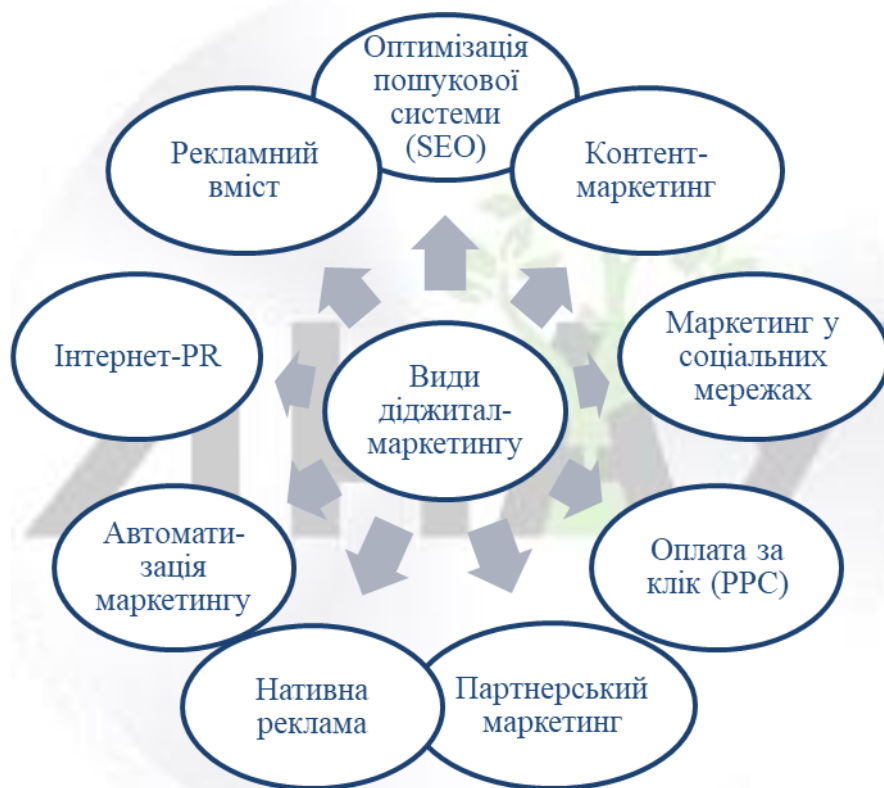 Оптимізація
пошукової
системи
(SEO)
Контент-
маркетинг
Маркетинг у
соціальних
мережах
Оплата за
клік (PPC)
Партнерський
маркетинг
Нативна
реклама
Автомати-
зація
маркетингу
Інтернет-PR
Рекламний
вміст
Види
діджитал-
маркетингу